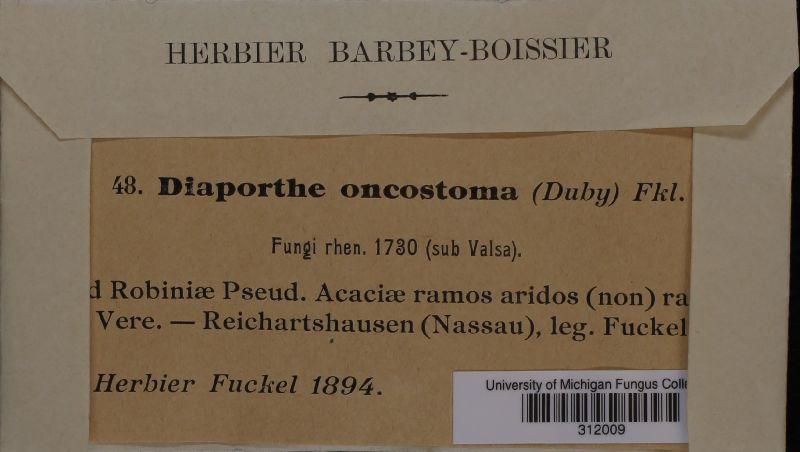 HERBIER BARBEY-BOISSIER
48. Diaporthe oncostoma (Duby) Fkl.
Fungi rhen. 1730 (sub Valsa).
d Robiniæ Pseud. Acaciæ ramos aridos (non) ra
Vere. — Reichartshausen (Nassau), leg. Fuckel
Herbier Fuckel 1894.
University of Michigan Fungus Colle
312009